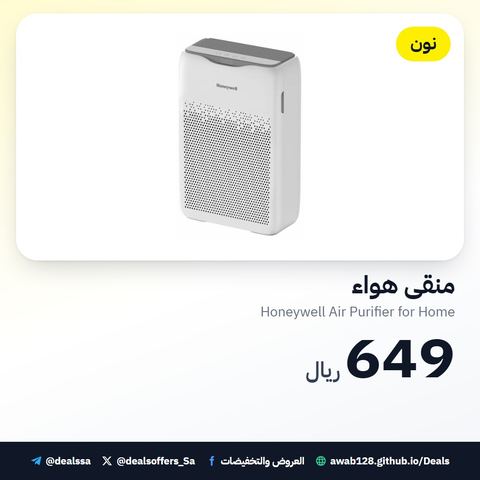 نون
Honeywell
منقى هواء
Honeywell Air Purifier for Home
649 ريال
@dealssa @dealsoffers_Sa العروض والتخفيضات awab128.github.io/Deals